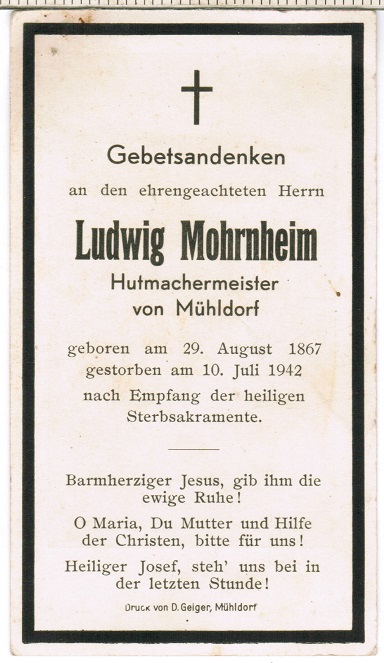 Gebetsandenken
an den ehrengeachteten Herrn
Ludwig Mohrnheim
Hutmachermeister
von Mühldorf
geboren am 29. August 1867
gestorben am 10. Juli 1942
nach Empfang der heiligen
Sterbsakramente.
Barmherziger Jesus, gib ihm die
ewige Ruhe!
O Maria, Du Mutter und Hilfe
der Christen, bitte für uns!
Heiliger Josef, steh' uns bei in
der letzten Stunde!
Druck von D. Geiger, Mühldorf